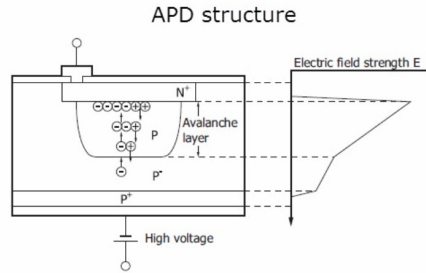 APD structure
Electric field strength E
N+
Avalanche
layer
P
P-
P+
High voltage